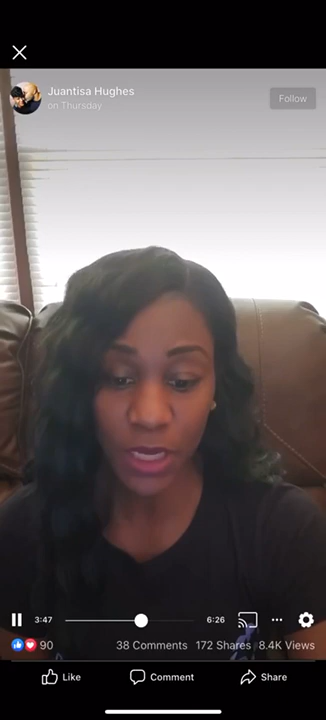 Juantisa Hughes
on Thursday
Follow
3:47
6:26
90
38 Comments 172 Shares 8.4K Views
Like
Comment
Share